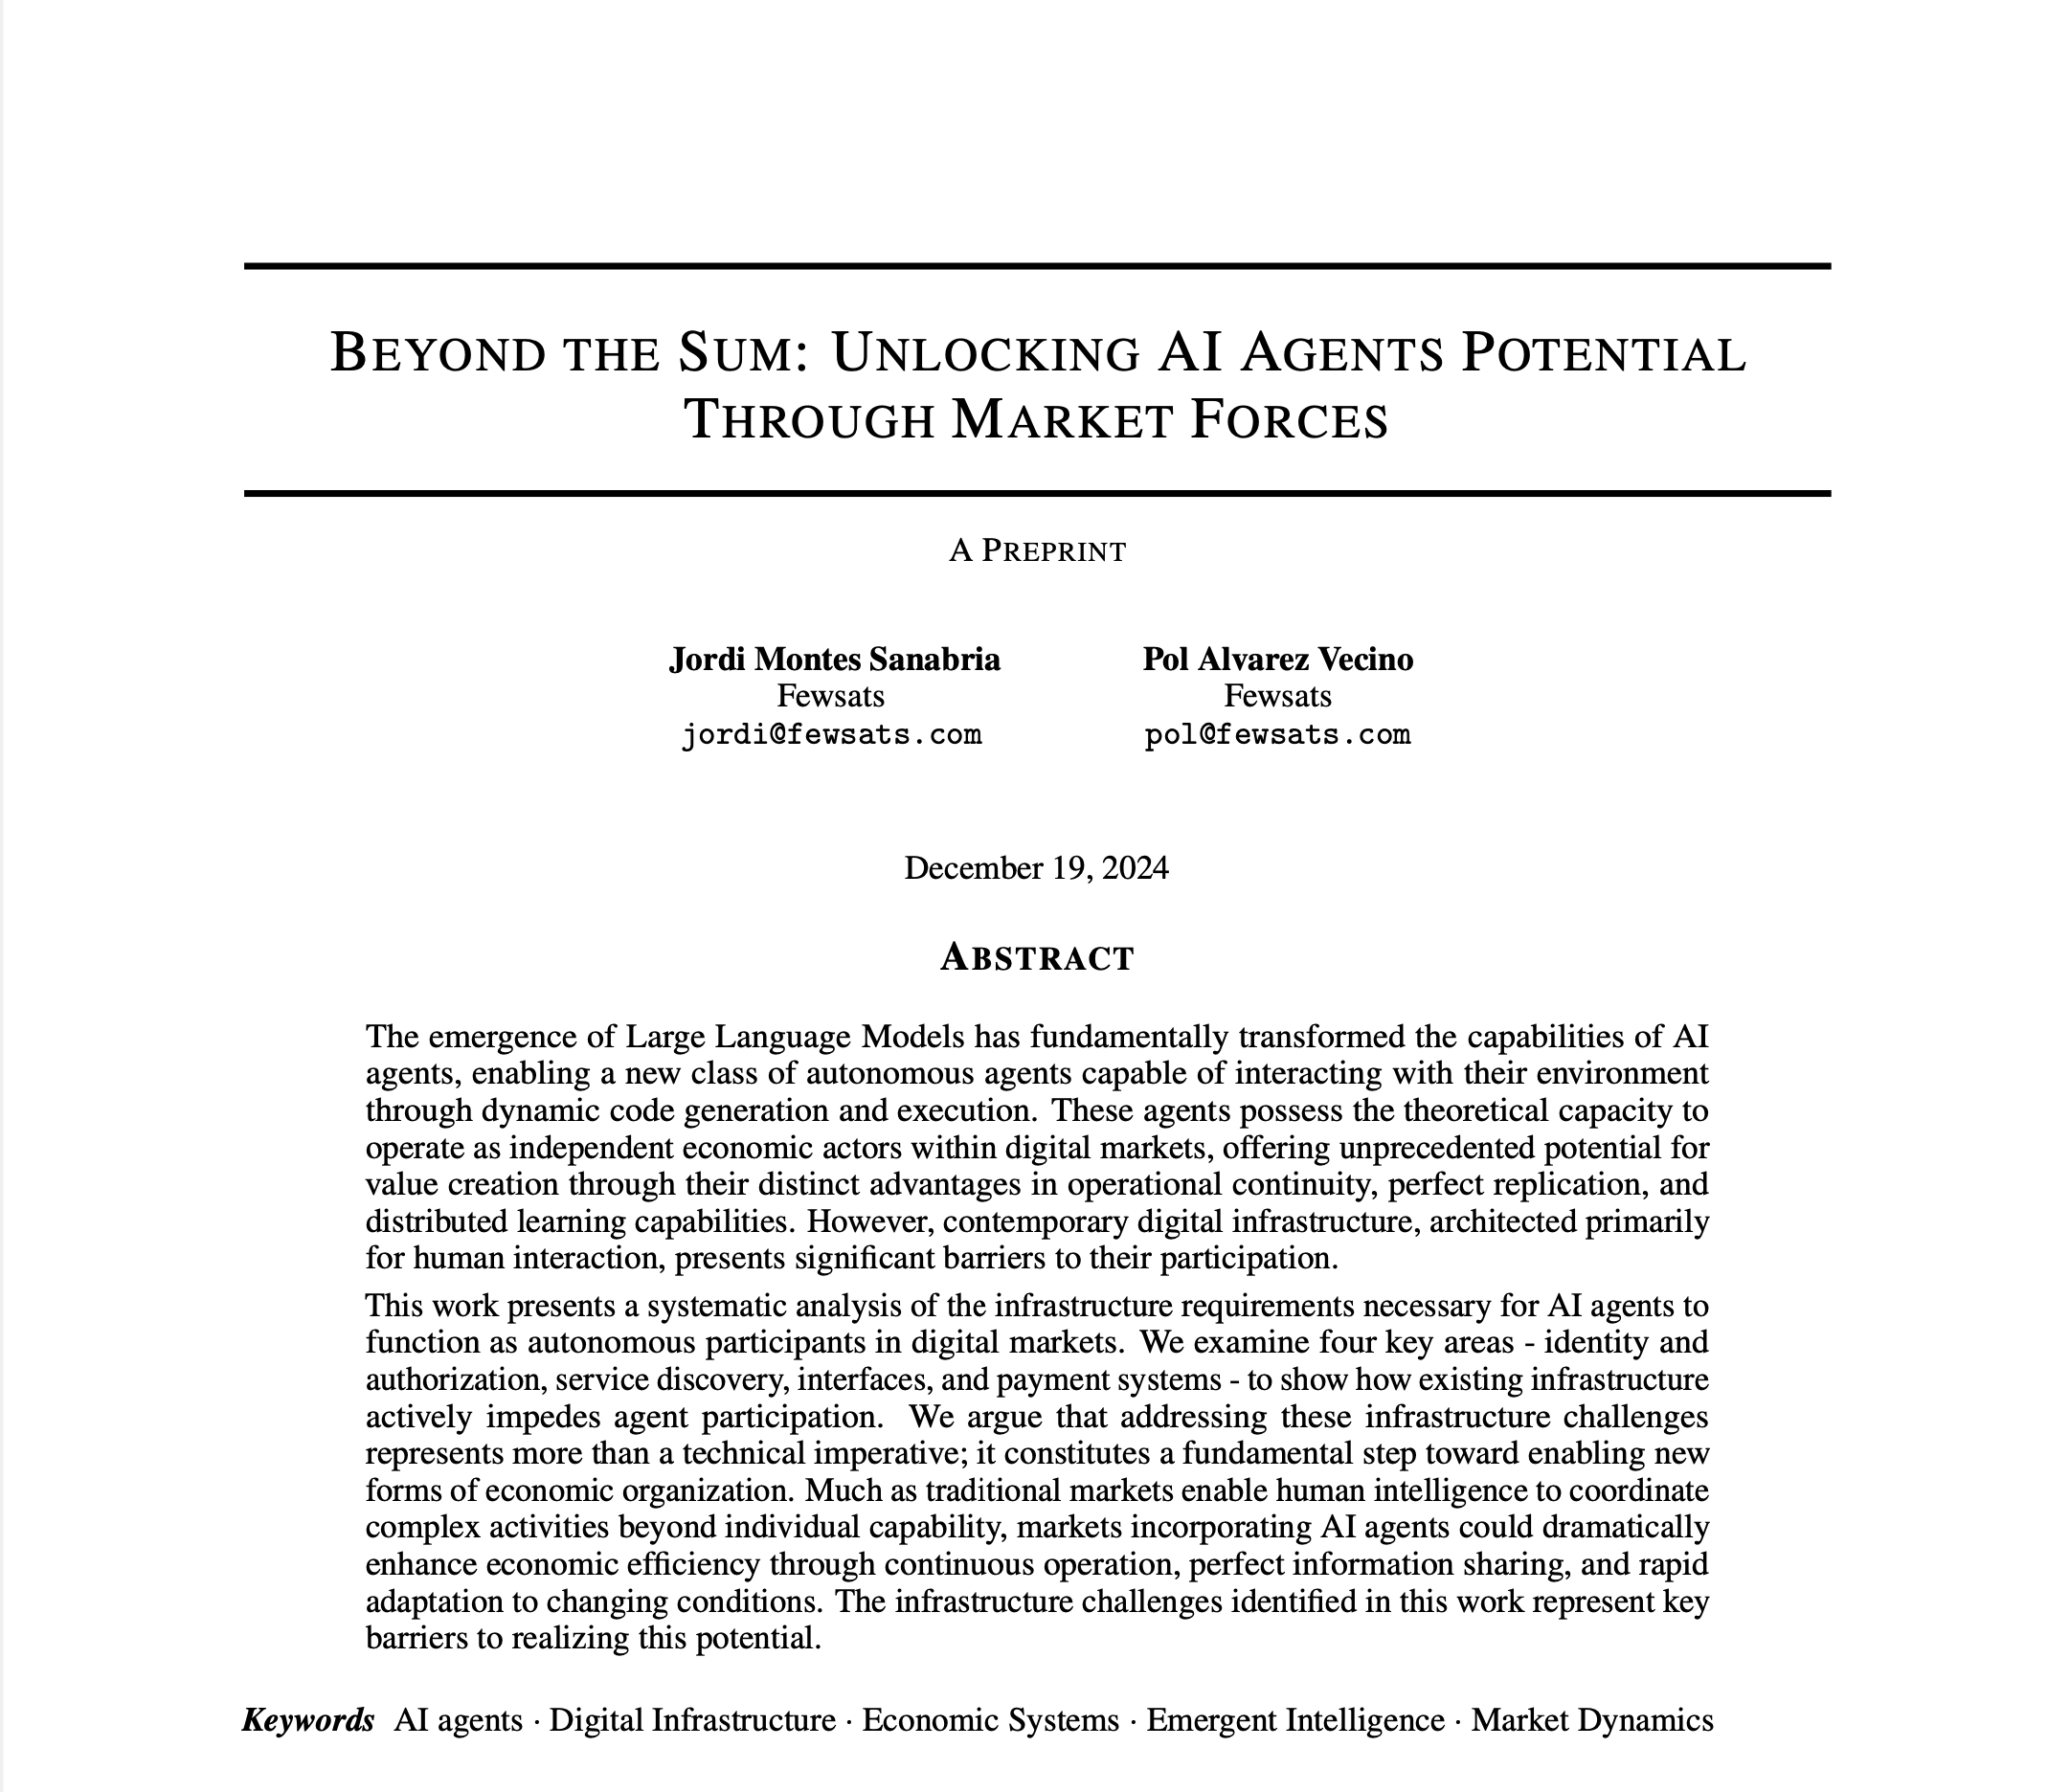 BEYOND THE SUM: UNLOCKING AI AGENTS POTENTIAL
THROUGH MARKET FORCES
A PREPRINT
Jordi Montes Sanabria
Fewsats
jordi@fewsats.com
Pol Alvarez Vecino
Fewsats
pol@fewsats.com
December 19, 2024
ABSTRACT
The emergence of Large Language Models has fundamentally transformed the capabilities of AI
agents, enabling a new class of autonomous agents capable of interacting with their environment
through dynamic code generation and execution. These agents possess the theoretical capacity to
operate as independent economic actors within digital markets, offering unprecedented potential for
value creation through their distinct advantages in operational continuity, perfect replication, and
distributed learning capabilities. However, contemporary digital infrastructure, architected primarily
for human interaction, presents significant barriers to their participation.
This work presents a systematic analysis of the infrastructure requirements necessary for AI agents to
function as autonomous participants in digital markets. We examine four key areas - identity and
authorization, service discovery, interfaces, and payment systems - to show how existing infrastructure
actively impedes agent participation. We argue that addressing these infrastructure challenges
represents more than a technical imperative; it constitutes a fundamental step toward enabling new
forms of economic organization. Much as traditional markets enable human intelligence to coordinate
complex activities beyond individual capability, markets incorporating AI agents could dramatically
enhance economic efficiency through continuous operation, perfect information sharing, and rapid
adaptation to changing conditions. The infrastructure challenges identified in this work represent key
barriers to realizing this potential.
Keywords AI agents · Digital Infrastructure · Economic Systems · Emergent Intelligence · Market Dynamics